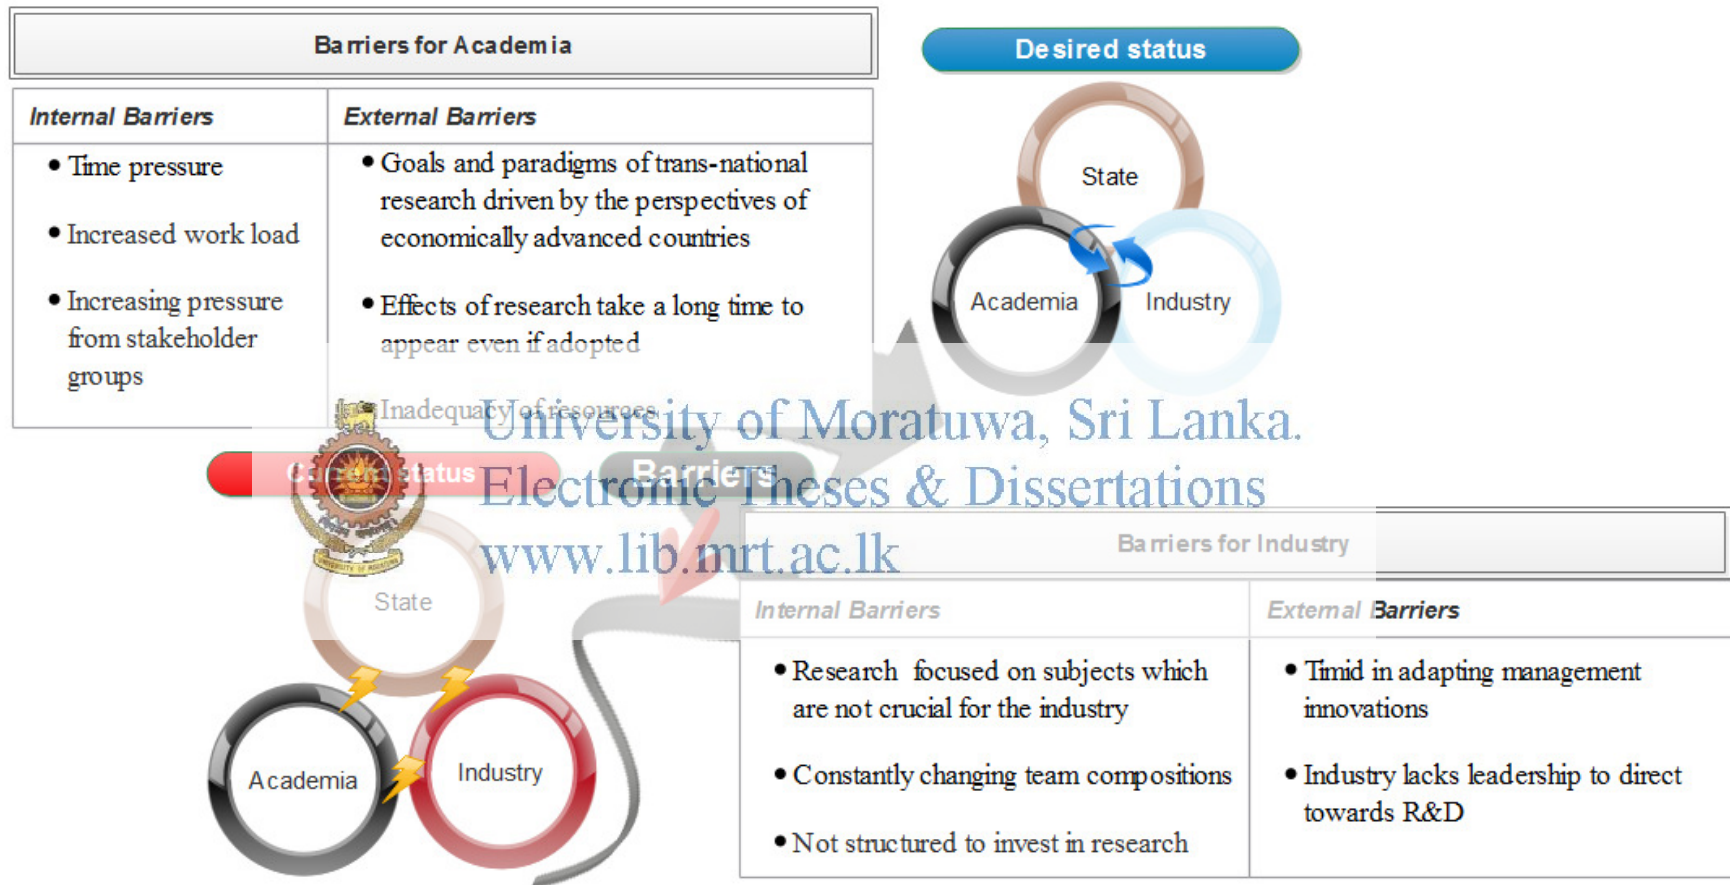 Barriers for Academia
Internal Barriers
External Barriers
• Time pressure
• Increased work load
• Increasing pressure
from stakeholder
groups
• Goals and paradigms of trans-national
research driven by the perspectives of
economically advanced countries
• Effects of research take a long time to
appear even if adopted
Inadequacy of resources
Desired status
State
Academia
Industry
University of Moratuwa, Sri Lanka.
Electronic Theses & Dissertations
www.lib.mrt.ac.lk
UNIVERSITY OF MORATUWA
Current status
Barriers
State
Academia
Industry
Barriers for Industry
Internal Barriers
External Barriers
• Research focused on subjects which
are not crucial for the industry
• Constantly changing team compositions
• Not structured to invest in research
• Timid in adapting management
innovations
• Industry lacks leadership to direct
towards R&D